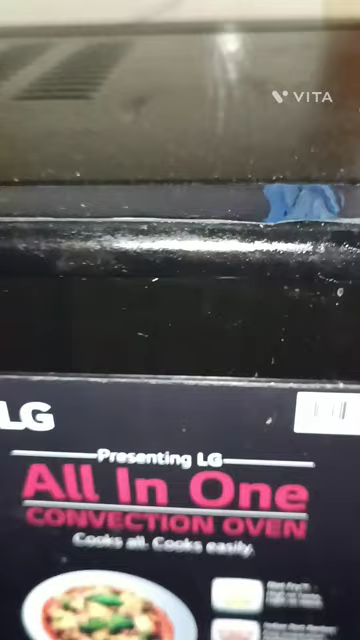 VITA
LG
Presenting LG
All In One
CONVECTION OVEN
Cooks all. Cooks easily.